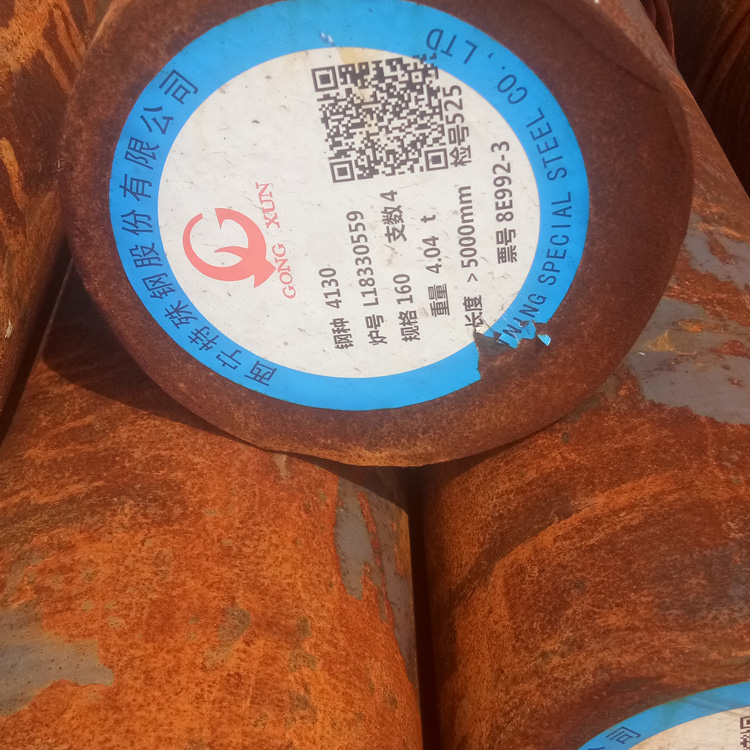 西宁特殊钢股份有限公司
NING SPECIAL STEEL CO., LTD
GONG XUN
检号525
钢种 4130
炉号 L18330559
规格 160 支数 4
重量 4.04 t
长度 >5000mm
票号 8E992-3
公司